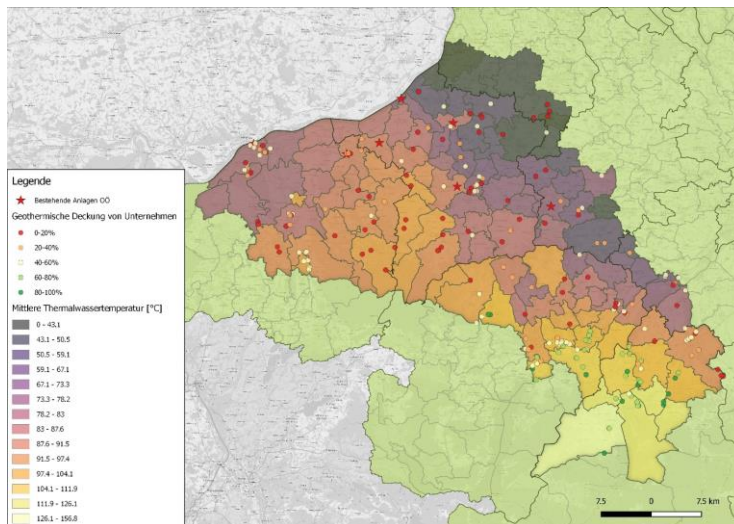 Legende
Bestehende Anlagen OÖ
Geothermische Deckung von Unternehmen
0-20%
20-40%
40-60%
60-80%
80-100%
Mittlere Thermalwassertemperatur [°C]
0 - 43.1
43.1 - 50.5
50.5 - 59.1
59.1 - 67.1
67.1 - 73.3
73.3 - 78.2
78.2 - 83
83 - 87.6
87.6 - 91.5
91.5 - 97.4
97.4 - 104.1
104.1 - 111.9
111.9 - 126.1
126.1 - 156.8
7.5 0 7.5 km